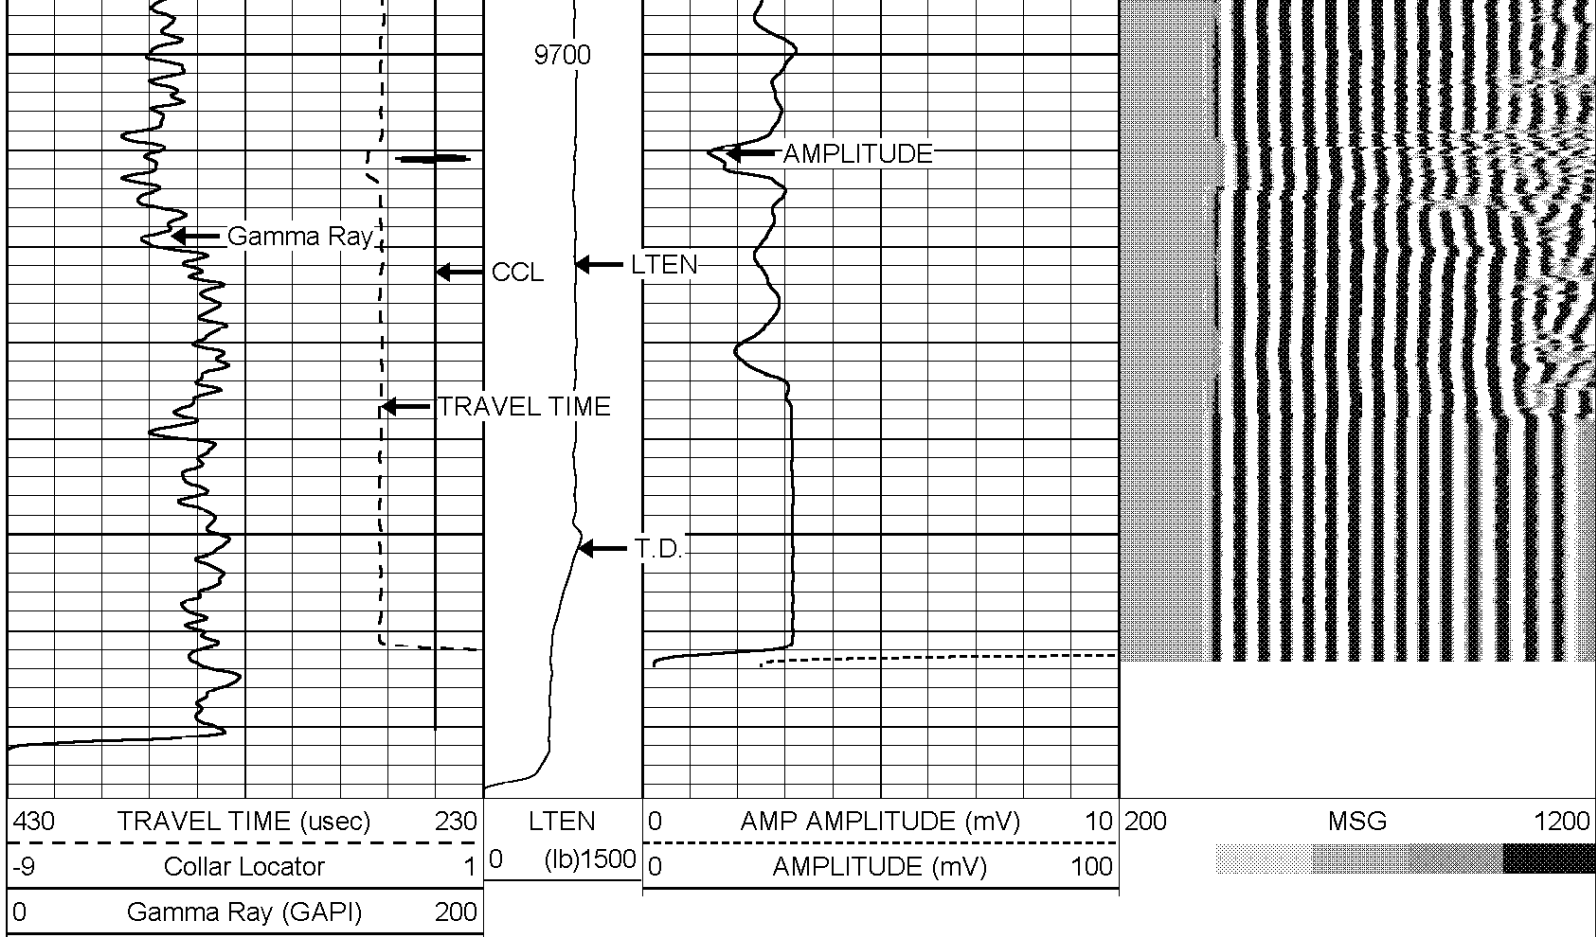 9700
AMPLITUDE
Gamma Ray
LTEN
CCL
TRAVEL TIME
T.D.
430 TRAVEL TIME (usec) 230
LTEN
0 AMP AMPLITUDE (mV) 10
200 MSG 1200
-9 Collar Locator 1
0 (lb)1500
0 AMPLITUDE (mV) 100
0 Gamma Ray (GAPI) 200